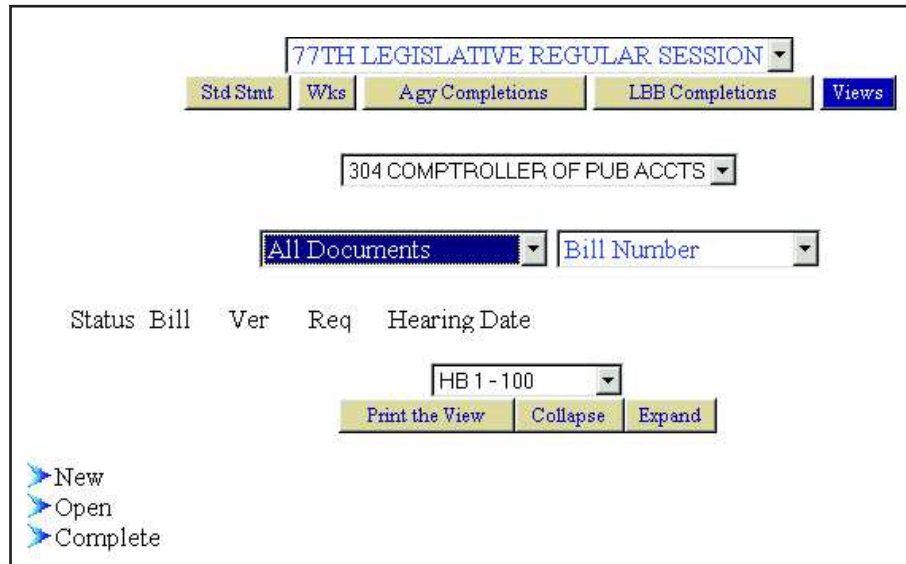 77TH LEGISLATIVE REGULAR SESSION
Std Stmt Wks Agy Completions LBB Completions Views
304 COMPTROLLER OF PUB ACCTS
All Documents Bill Number
Status Bill Ver Req Hearing Date
HB 1 - 100
Print the View Collapse Expand
New
Open
Complete